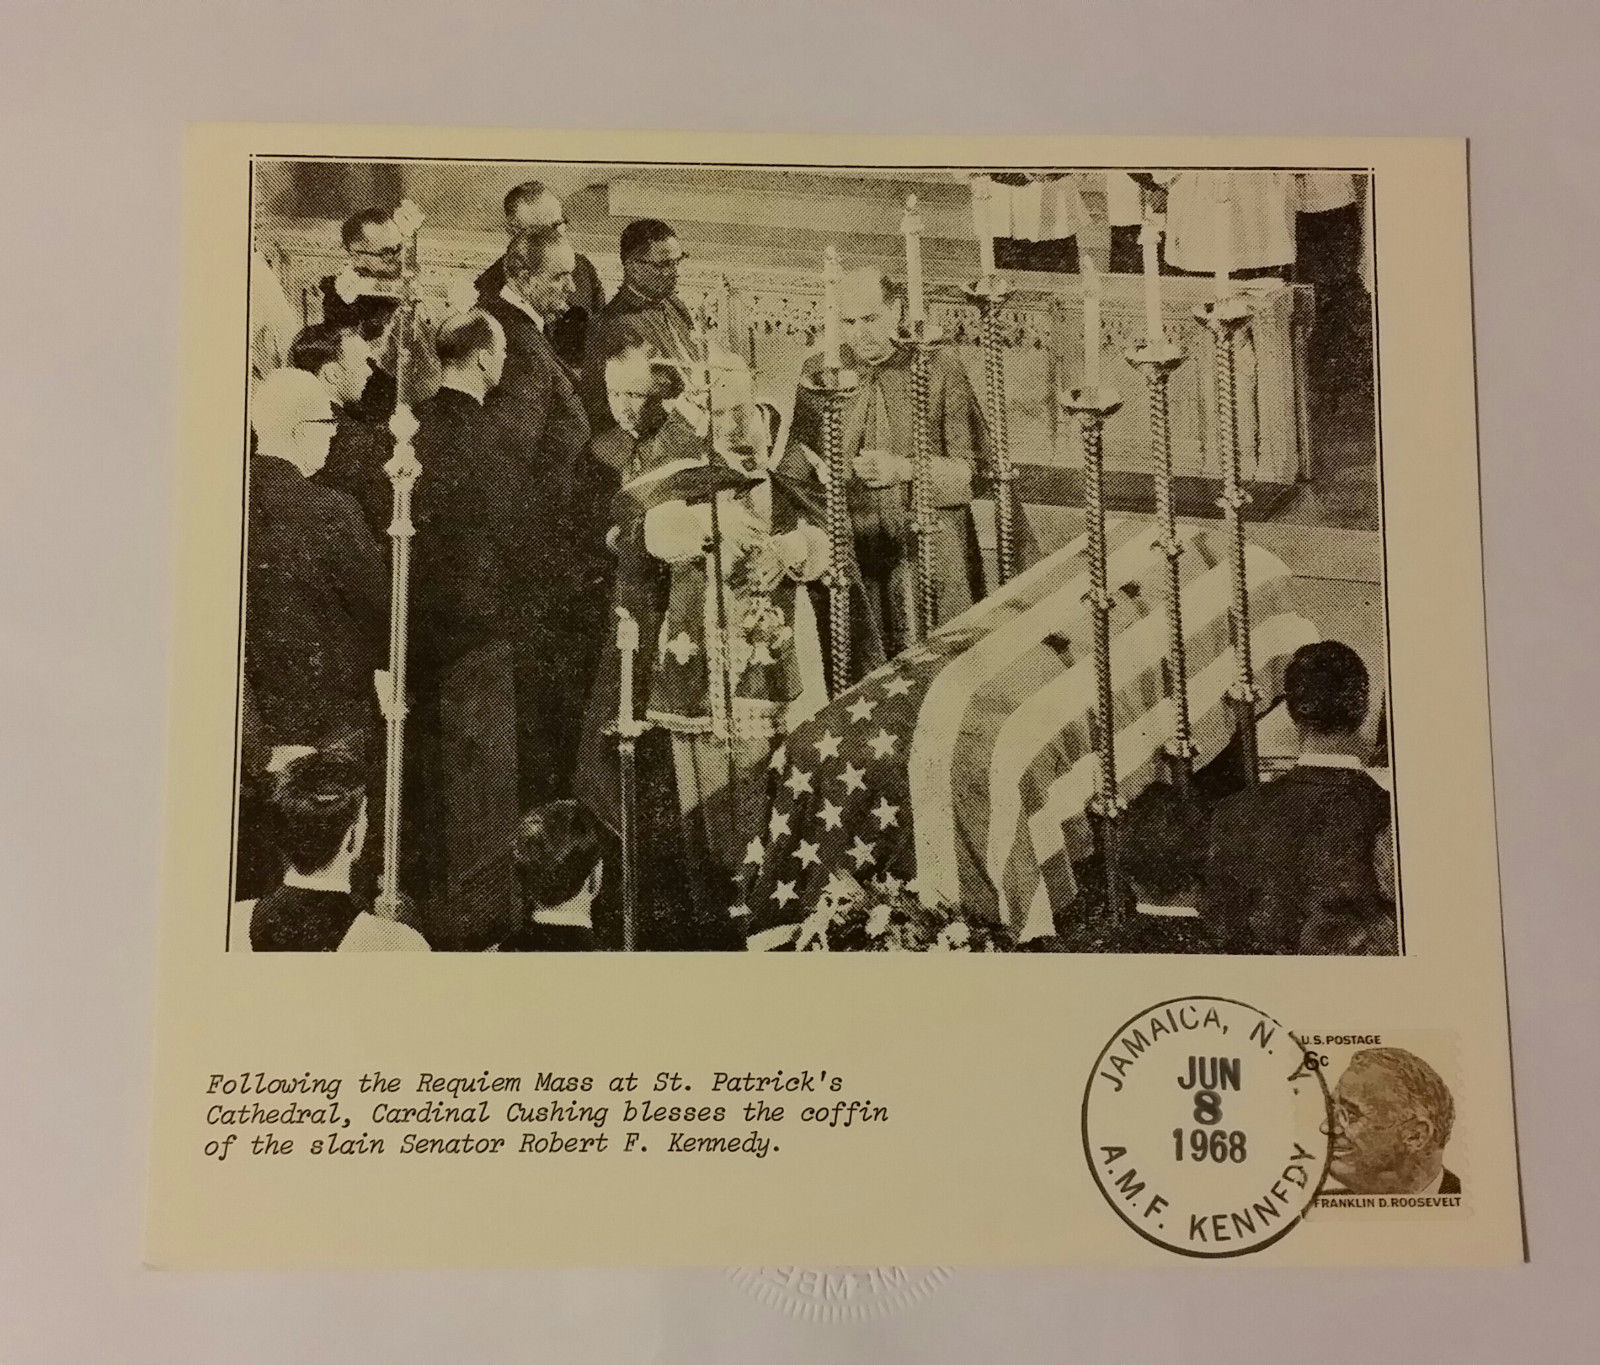 Following the Requiem Mass at St. Patrick's
Cathedral, Cardinal Cushing blesses the coffin
of the slain Senator Robert F. Kennedy.
JAMAICA, N.Y.
JUN
8
1968
A.M.F. KENNEDY
U.S. POSTAGE
6c
FRANKLIN D. ROOSEVELT